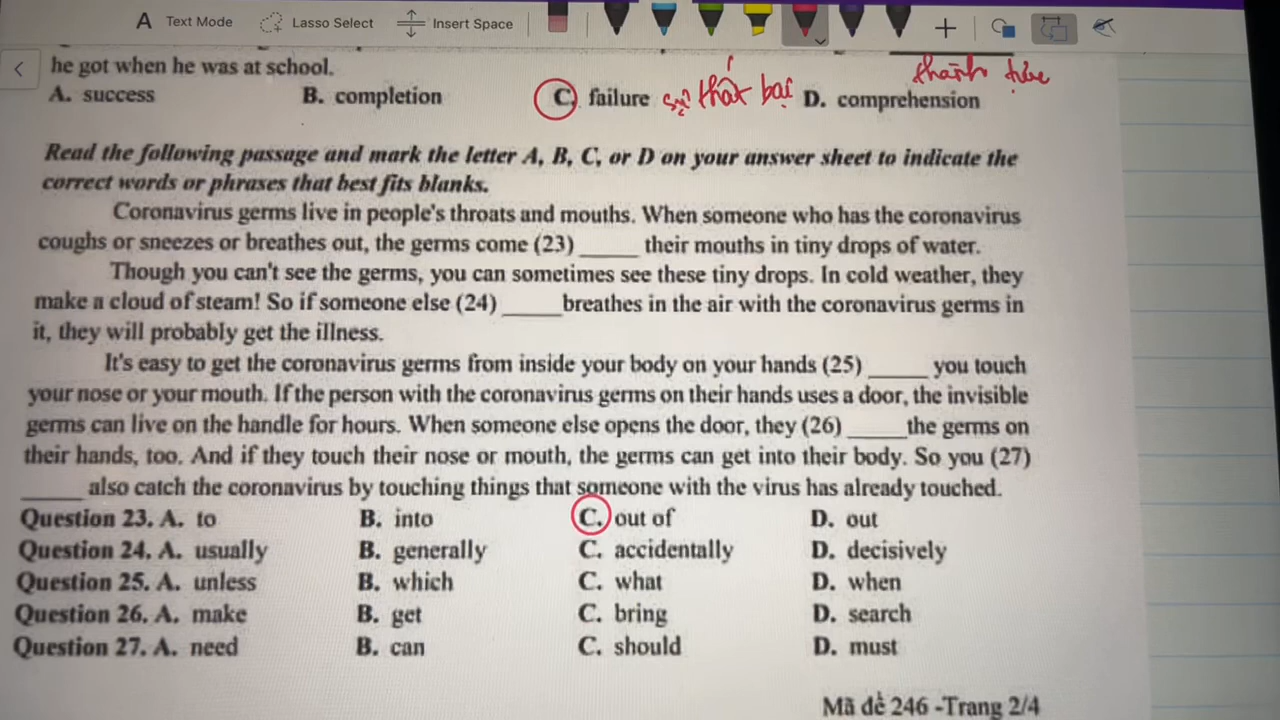 A Text Mode Lasso Select Insert Space
he got when he was at school.
thành tựu
A. success B. completion C. failure sự thất bại D. comprehension
Read the following passage and mark the letter A, B, C, or D on your answer sheet to indicate the
correct words or phrases that best fits blanks.
Coronavirus germs live in people's throats and mouths. When someone who has the coronavirus
coughs or sneezes or breathes out, the germs come (23) _____ their mouths in tiny drops of water.
Though you can't see the germs, you can sometimes see these tiny drops. In cold weather, they
make a cloud of steam! So if someone else (24) _____ breathes in the air with the coronavirus germs in
it, they will probably get the illness.
It's easy to get the coronavirus germs from inside your body on your hands (25) _____ you touch
your nose or your mouth. If the person with the coronavirus germs on their hands uses a door, the invisible
germs can live on the handle for hours. When someone else opens the door, they (26) _____ the germs on
their hands, too. And if they touch their nose or mouth, the germs can get into their body. So you (27)
_____ also catch the coronavirus by touching things that someone with the virus has already touched.
Question 23. A. to B. into C. out of D. out
Question 24. A. usually B. generally C. accidentally D. decisively
Question 25. A. unless B. which C. what D. when
Question 26. A. make B. get C. bring D. search
Question 27. A. need B. can C. should D. must
Mã đề 246 -Trang 2/4